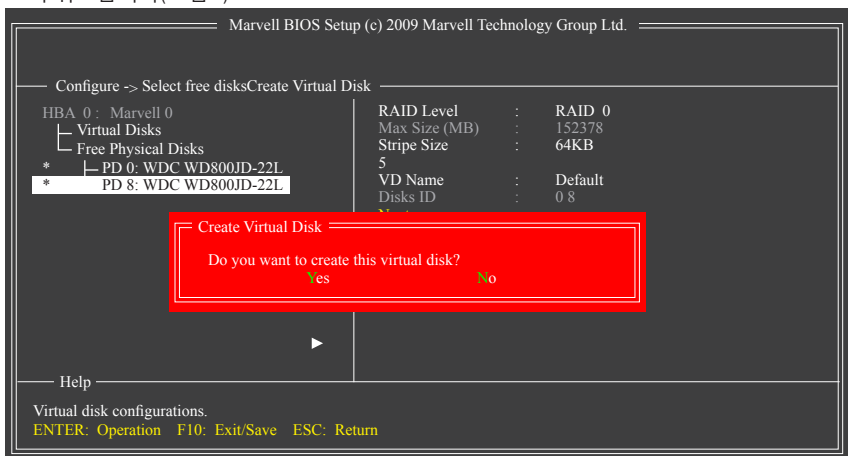 Marvell BIOS Setup (c) 2009 Marvell Technology Group Ltd.
Configure -> Select free disksCreate Virtual Disk
HBA 0 : Marvell 0
Virtual Disks
Free Physical Disks
* PD 0: WDC WD800JD-22L
* PD 8: WDC WD800JD-22L
RAID Level : RAID 0
Max Size (MB) : 152378
Stripe Size : 64KB
5
VD Name : Default
Disks ID : 0 8
Create Virtual Disk
Do you want to create this virtual disk?
Yes No
Help
Virtual disk configurations.
ENTER: Operation F10: Exit/Save ESC: Return